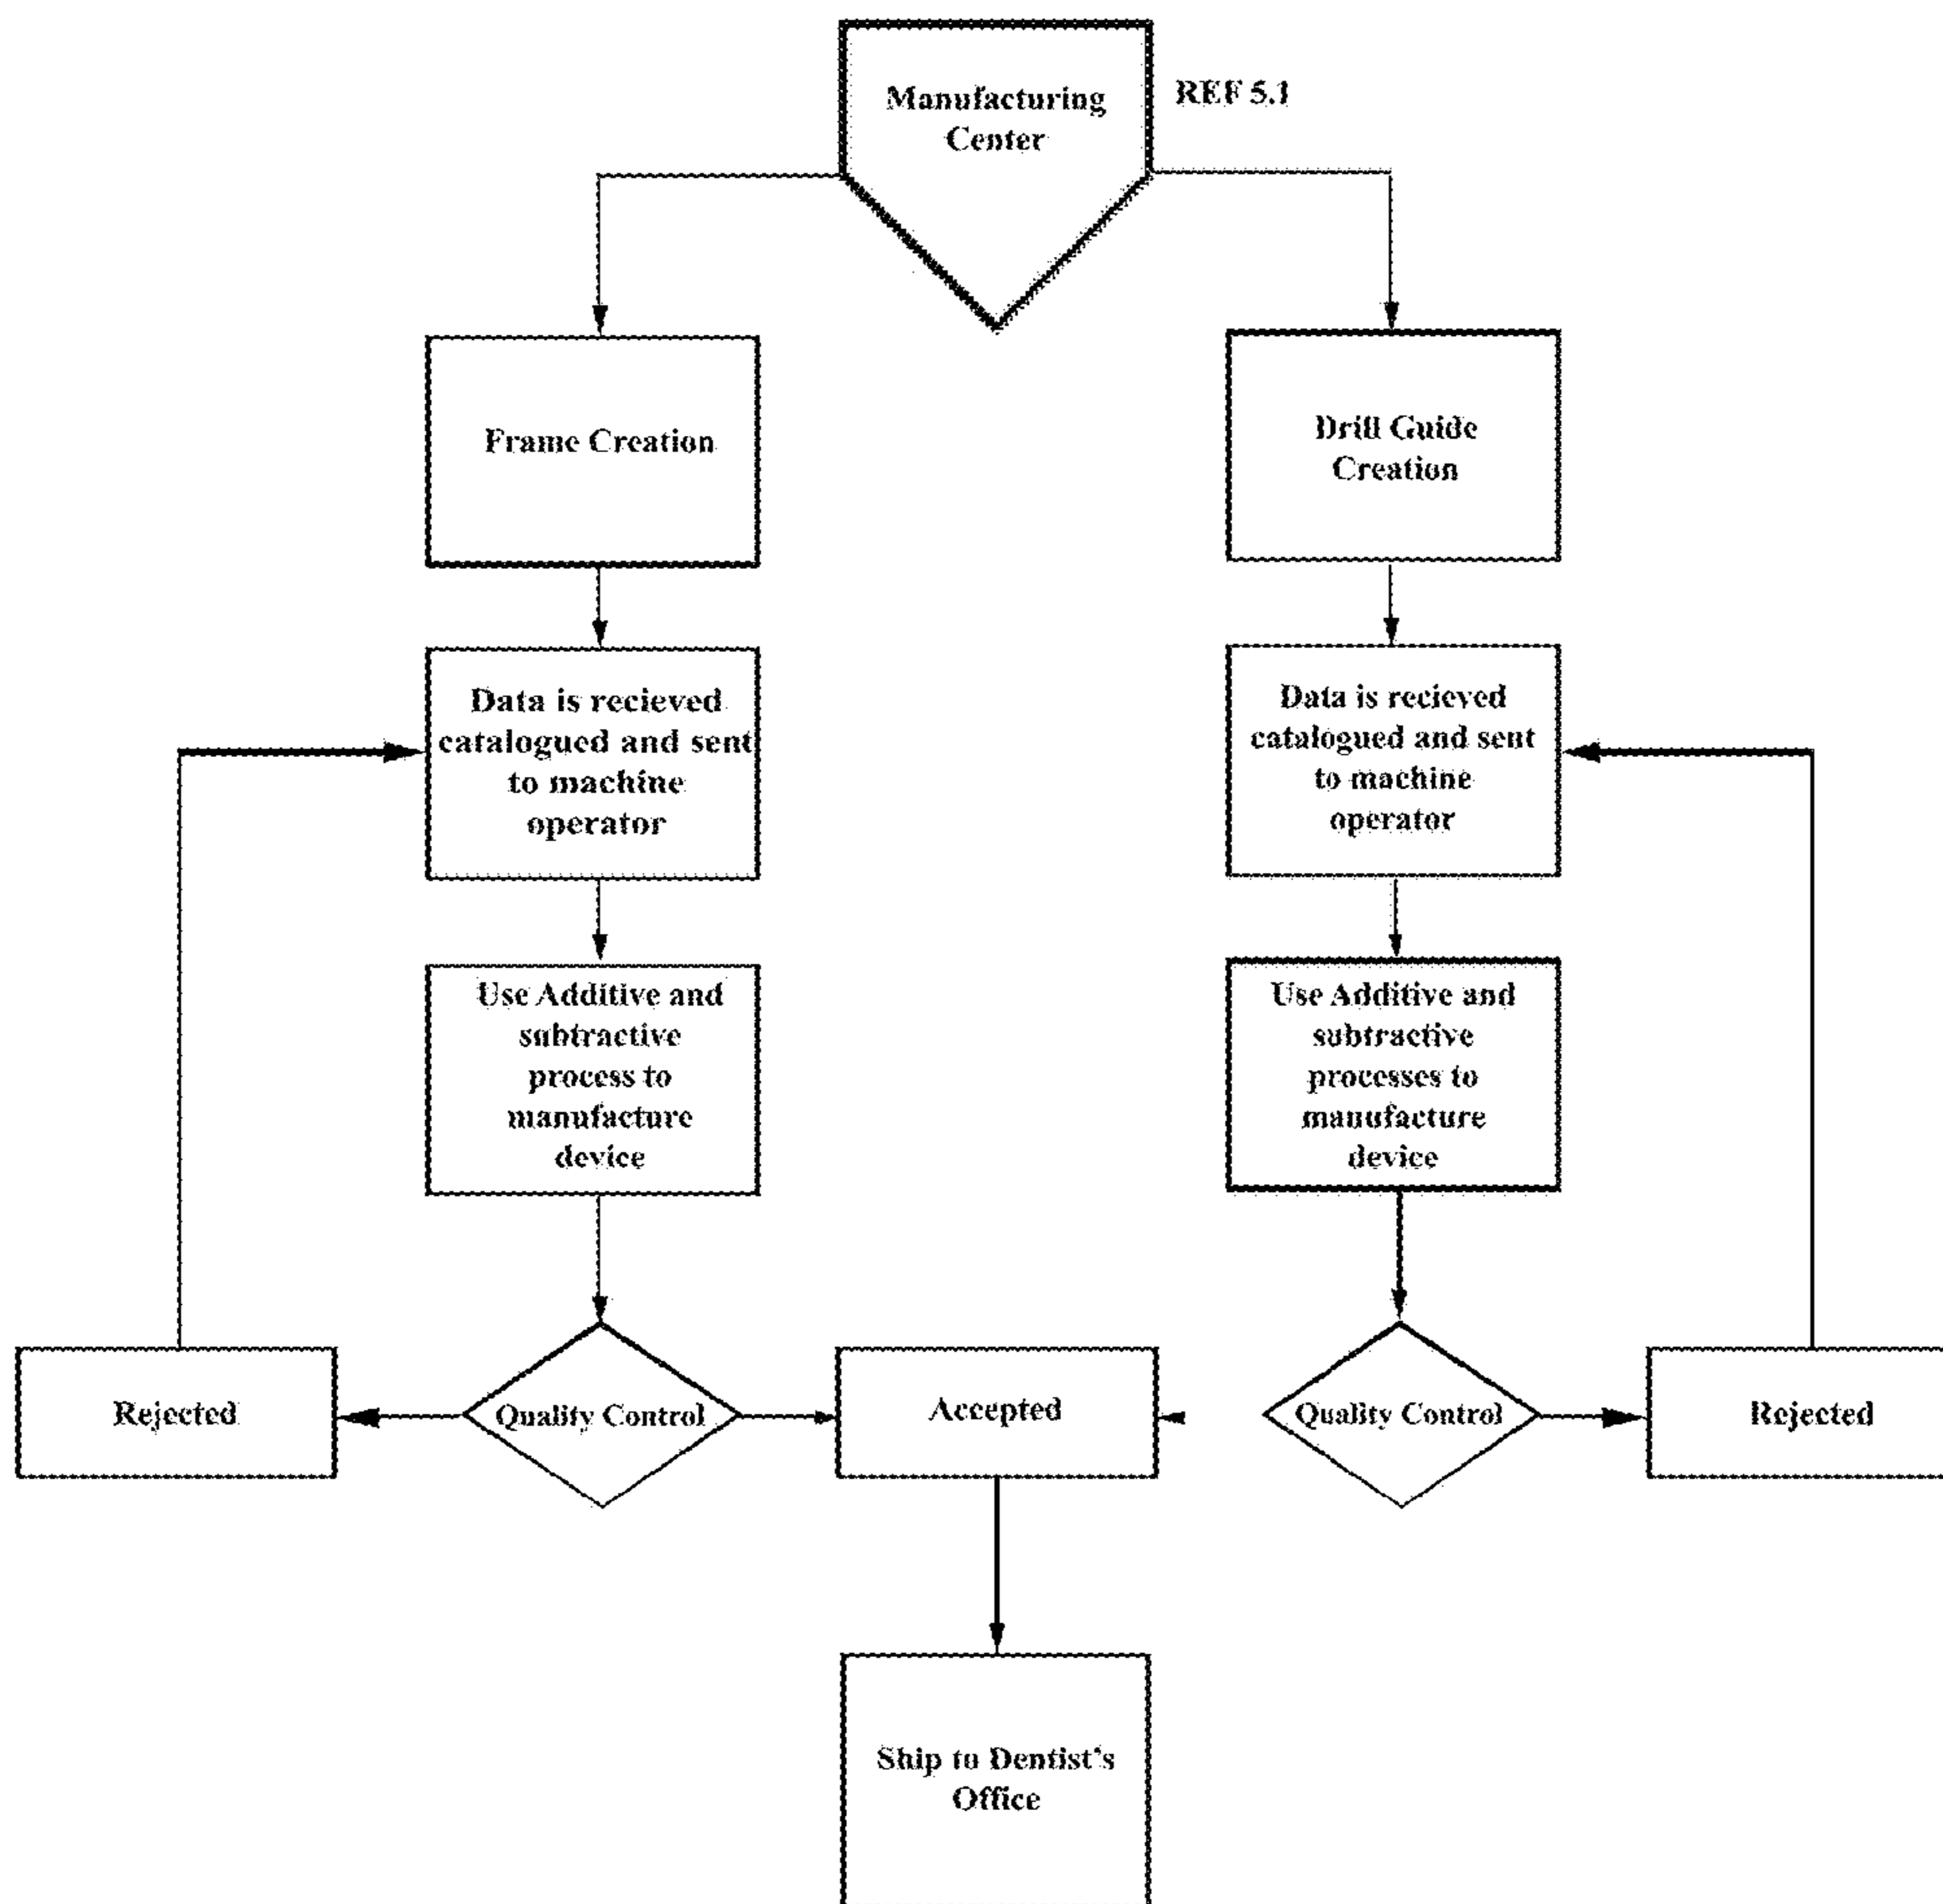 Manufacturing
Center
REF 5.1
Frame Creation
Drill Guide
Creation
Data is recieved
catalogued and sent
to machine
operator
Data is recieved
catalogued and sent
to machine
operator
Use Additive and
subtractive
process to
manufacture
device
Use Additive and
subtractive
processes to
manufacture
device
Rejected
Quality Control
Accepted
Quality Control
Rejected
Ship to Dentist's
Office